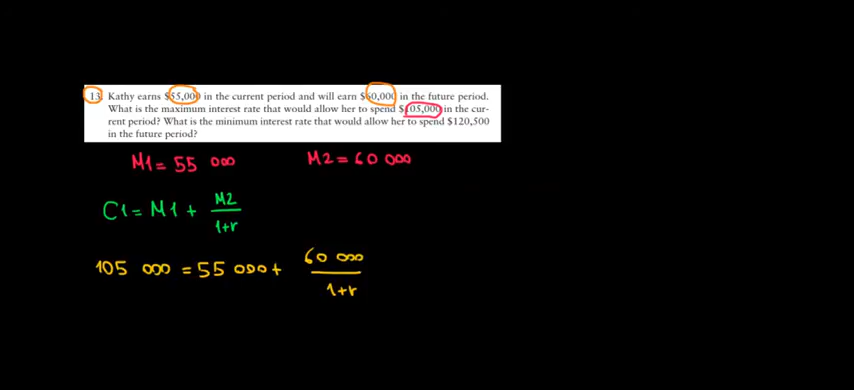 13. Kathy earns $55,000 in the current period and will earn $60,000 in the future period.
What is the maximum interest rate that would allow her to spend $105,000 in the cur-
rent period? What is the minimum interest rate that would allow her to spend $120,500
in the future period?
M1 = 55 000 M2 = 60 000
C1 = M1 + M2 / 1+r
105 000 = 55 000 + 60 000 / 1+r